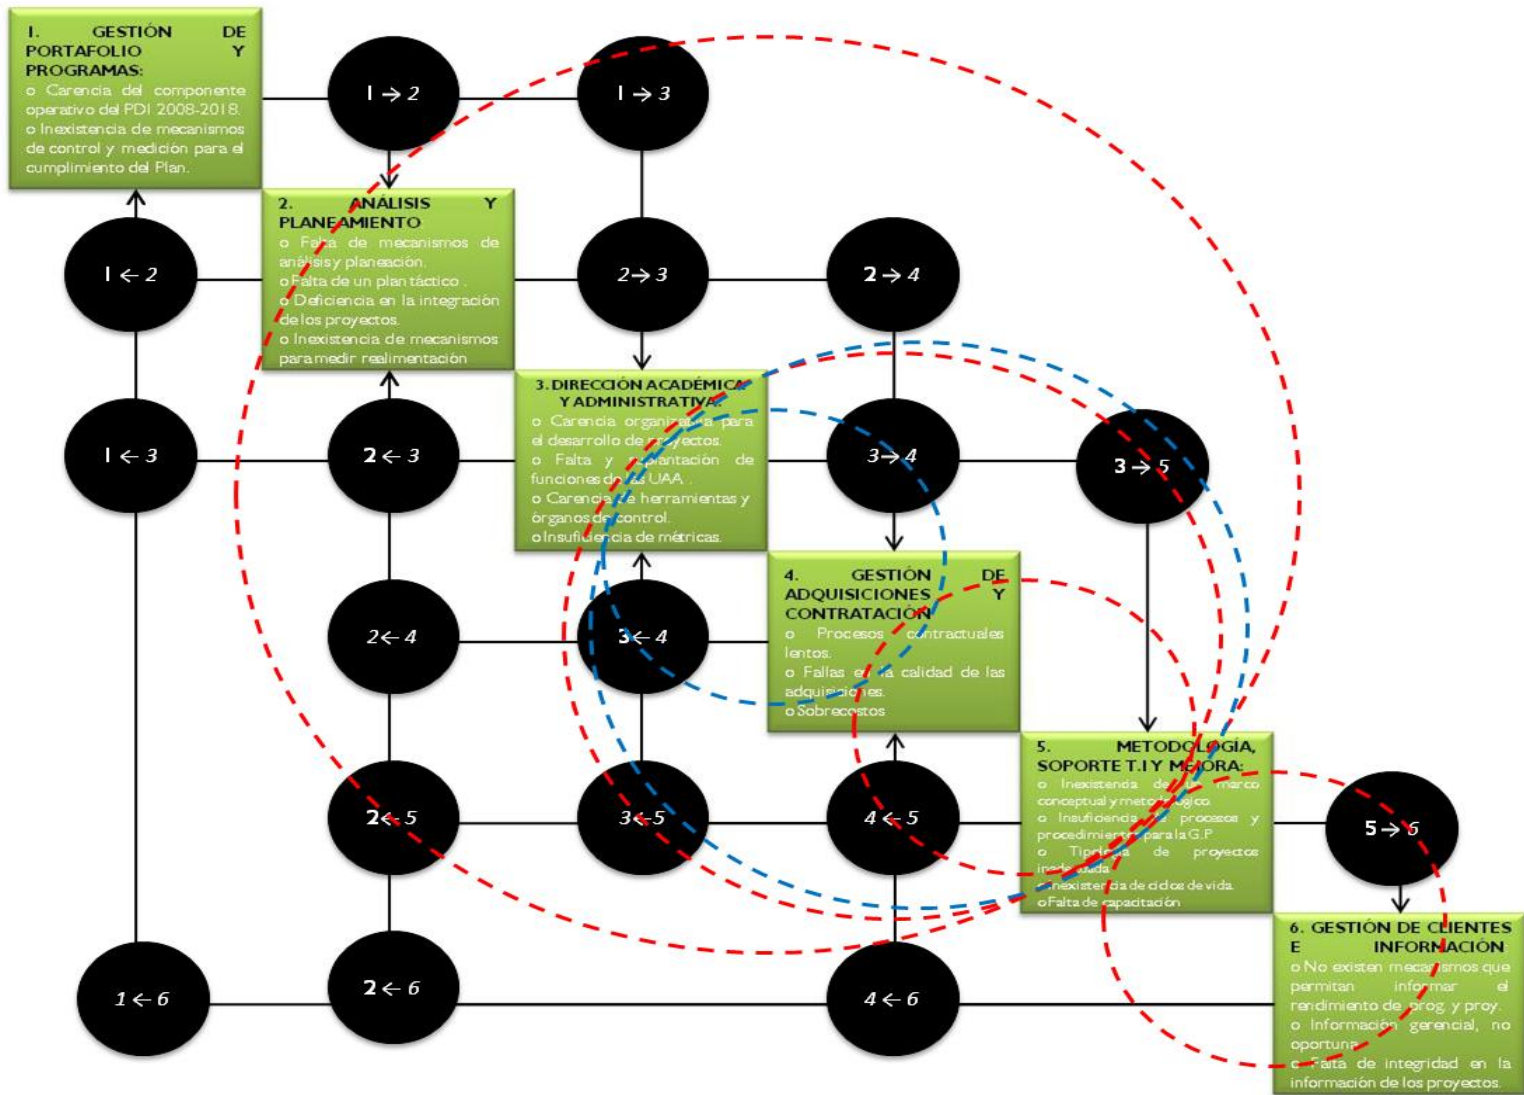 1. GESTIÓN DE
PORTAFOLIO Y
PROGRAMAS:
o Carencia del componente
operativo del PDI 2008-2018.
o Inexistencia de mecanismos
de control y medición para el
cumplimiento del Plan.
1 → 2
1 → 3
2. ANÁLISIS Y
PLANEAMIENTO
o Falta de mecanismos de
análisis y planeación.
o Falta de un plan táctico .
o Deficiencia en la integración
de los proyectos.
o Inexistencia de mecanismos
para medir realimentación
1 ← 2
2 → 3
2 → 4
3. DIRECCIÓN ACADÉMICA
Y ADMINISTRATIVA:
o Carencia organizativa para
el desarrollo de proyectos.
o Falta y suplantación de
funciones de las UAA .
o Carencia de herramientas y
órganos de control.
o Insuficiencia de métricas.
1 ← 3
2 ← 3
3 → 4
3 → 5
4. GESTIÓN DE
ADQUISICIONES Y
CONTRATACIÓN
o Procesos contractuales
lentos.
o Fallas en la calidad de las
adquisiciones.
o Sobrecostos
2 ← 4
3 ← 4
5. METODOLOGÍA,
SOPORTE T.I Y MEJORA:
o Inexistencia de marco
conceptual y metodológico.
o Insuficiencia de procesos y
procedimientos para la G.P
o Tipología de proyectos
inadecuada
o Inexistencia de ciclos de vida.
o Falta de capacitación
2 ← 5
3 ← 5
4 ← 5
5 → 6
6. GESTIÓN DE CLIENTES
E INFORMACIÓN
o No existen mecanismos que
permitan informar el
rendimiento de prog. y proy.
o Información gerencial, no
oportuna
o Falta de integridad en la
información de los proyectos.
1 ← 6
2 ← 6
4 ← 6